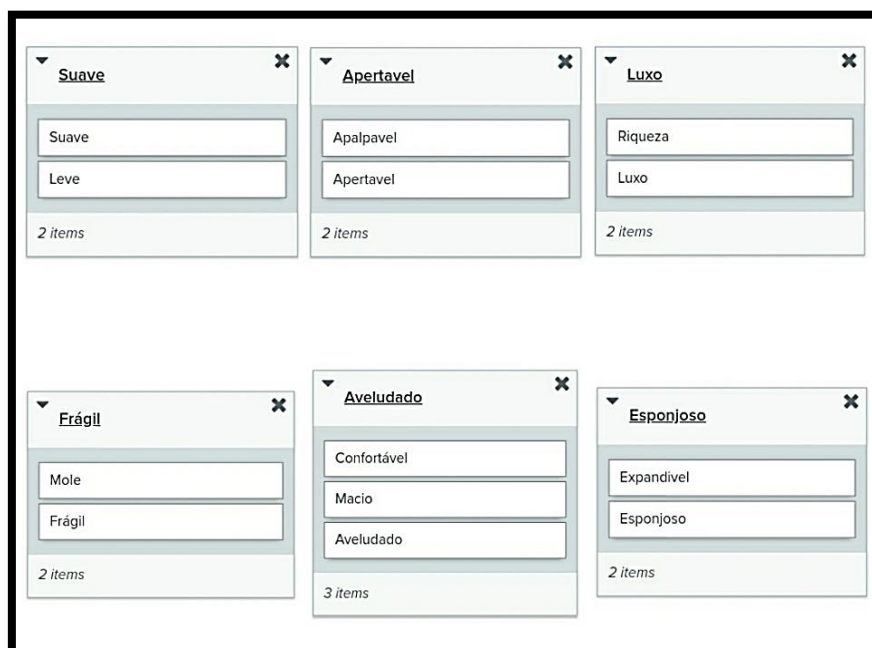 Suave
Suave
Leve
2 items
Apertavel
Apalpavel
Apertavel
2 items
Luxo
Riqueza
Luxo
2 items
Frágil
Mole
Frágil
2 items
Aveludado
Confortável
Macio
Aveludado
3 items
Esponjoso
Expandivel
Esponjoso
2 items